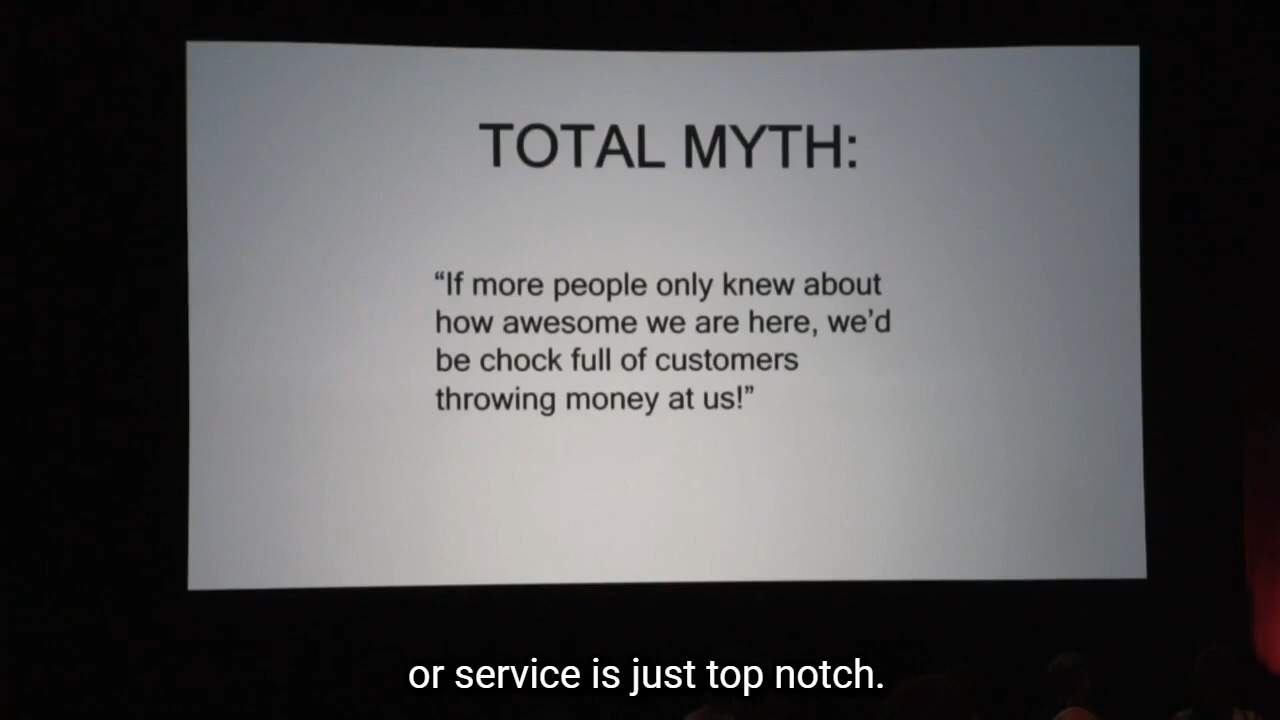 TOTAL MYTH:
“If more people only knew about
how awesome we are here, we’d
be chock full of customers
throwing money at us!”
or service is just top notch.